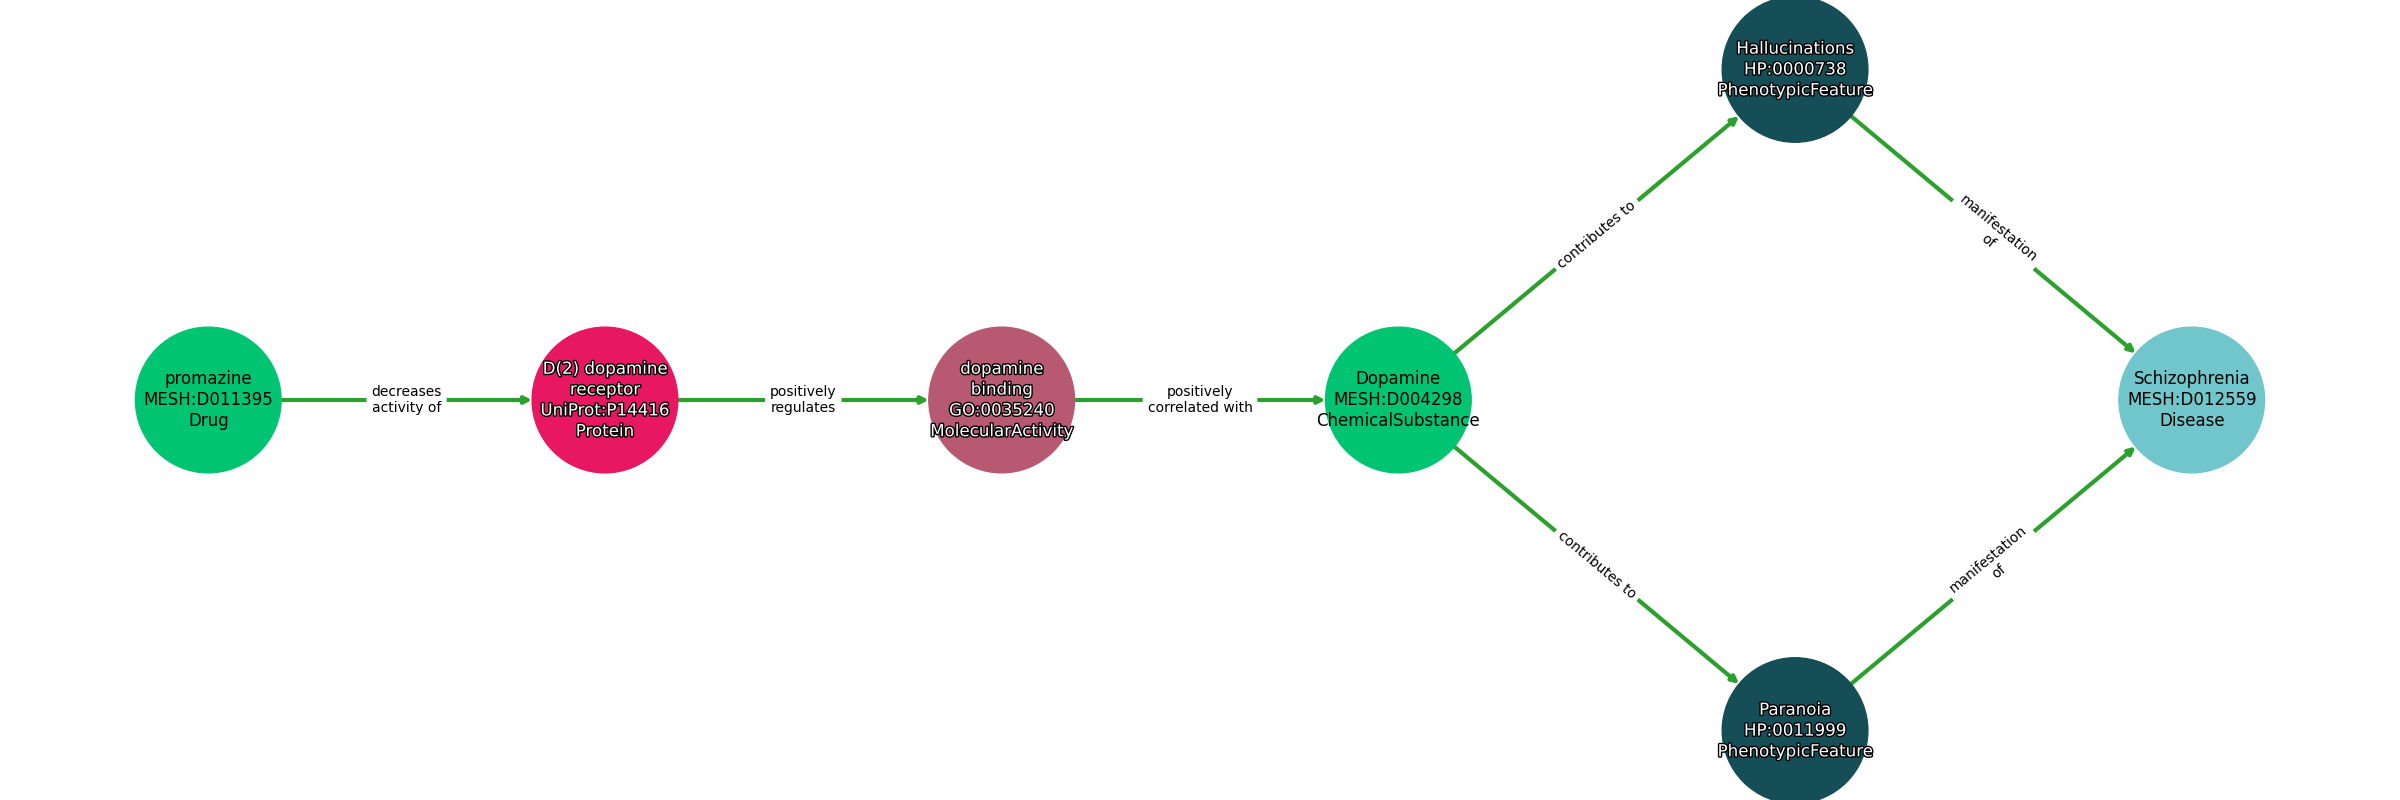 promazine
MESH:D011395
Drug
decreases
activity of
D(2) dopamine
receptor
UniProt:P14416
Protein
positively
regulates
dopamine
binding
GO:0035240
MolecularActivity
positively
correlated with
Dopamine
MESH:D004298
ChemicalSubstance
contributes to
Hallucinations
HP:0000738
PhenotypicFeature
manifestation
of
contributes to
Paranoia
HP:0011999
PhenotypicFeature
manifestation
of
Schizophrenia
MESH:D012559
Disease